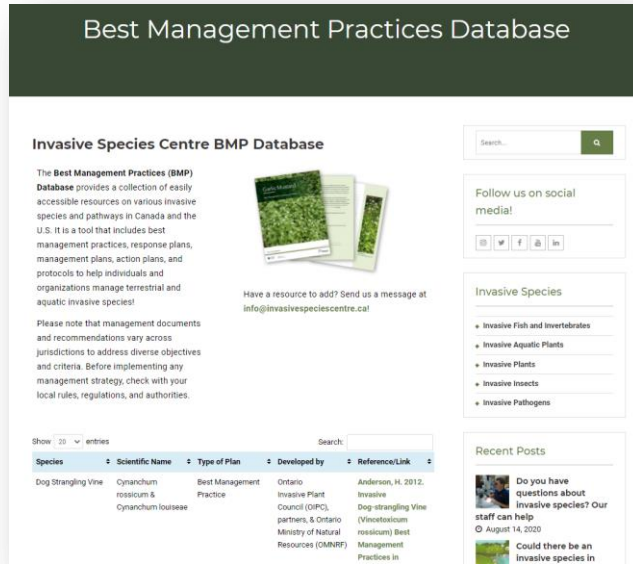 Best Management Practices Database
Invasive Species Centre BMP Database
The Best Management Practices (BMP)
Database provides a collection of easily
accessible resources on various invasive
species and pathways in Canada and the
U.S. It is a tool that includes best
management practices, response plans,
management plans, action plans, and
protocols to help individuals and
organizations manage terrestrial and
aquatic invasive species!
Please note that management documents
and recommendations vary across
jurisdictions to address diverse objectives
and criteria. Before implementing any
management strategy, check with your
local rules, regulations, and authorities.
Garlic Mustard
Have a resource to add? Send us a message at
info@invasivespeciescentre.ca!
Show 20 entries
Search:
Species Scientific Name Type of Plan Developed by Reference/Link
Dog Strangling Vine
Cynanchum
rossicum &
Cynanchum louiseae
Best Management
Practice
Ontario
Invasive Plant
Council (OIPC),
partners, & Ontario
Ministry of Natural
Resources (OMNRF)
Anderson, H. 2012.
Invasive
Dog-strangling Vine
(Vincetoxicum
rossicum) Best
Management
Practices in
Search...
Follow us on social
media!
Invasive Species
Invasive Fish and Invertebrates
Invasive Aquatic Plants
Invasive Plants
Invasive Insects
Invasive Pathogens
Recent Posts
Do you have
questions about
invasive species? Our
staff can help
August 14, 2020
Could there be an
invasive species in